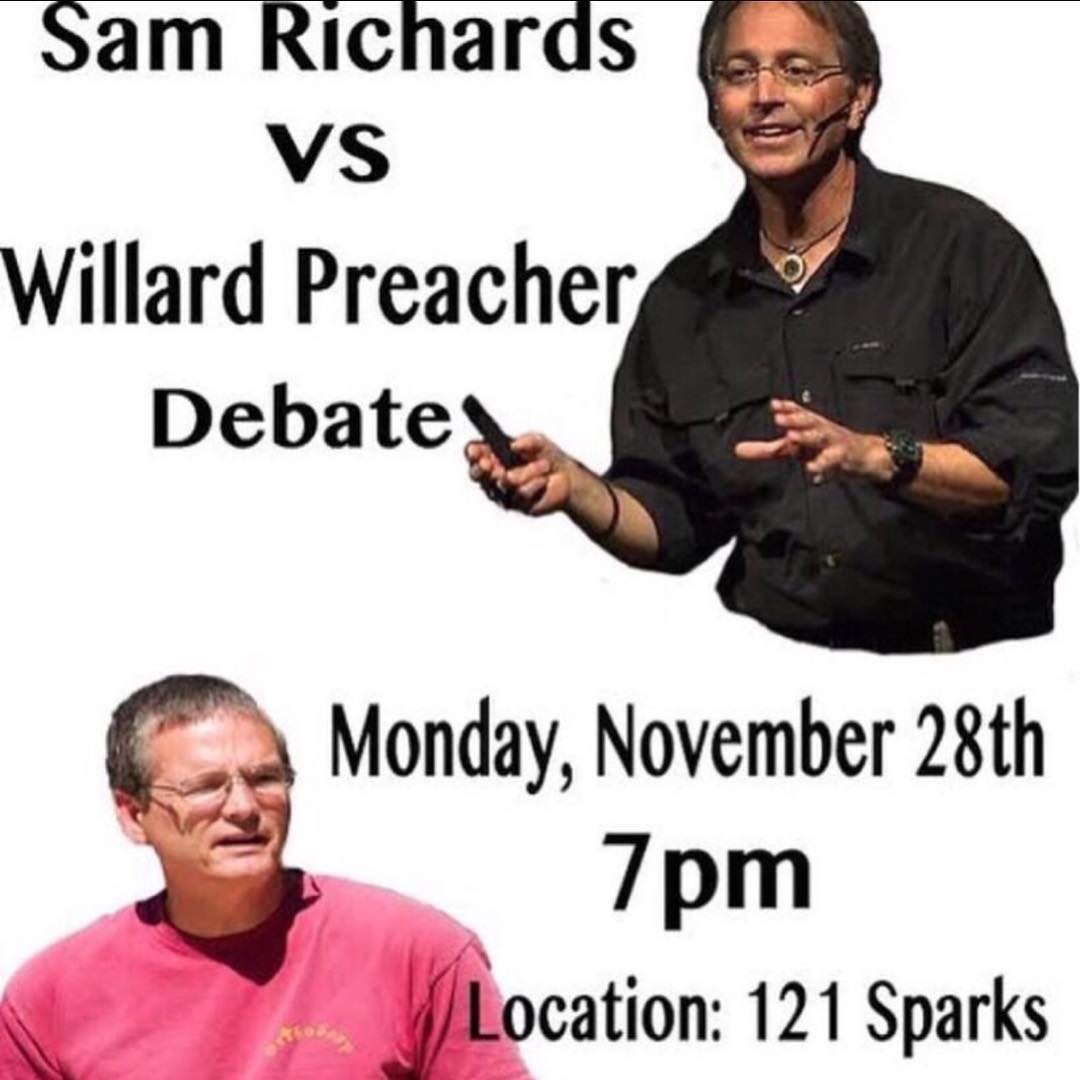 Sam Richards
vs
Willard Preacher
Debate
Monday, November 28th
7pm
Location: 121 Sparks